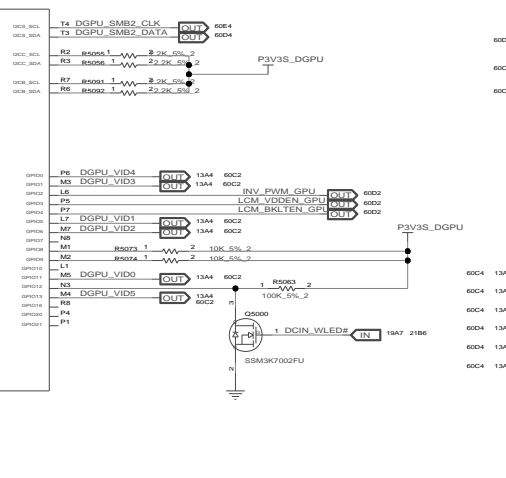 I2CS_SCL T4 DGPU_SMB2_CLK OUT 60E4
I2CS_SDA T3 DGPU_SMB2_DATA OUT 60D4
60D
I2CC_SCL R2 R5055 1 2 2.2K_5%_2
I2CC_SDA R3 R5056 1 2 2.2K_5%_2
P3V3S_DGPU
60C
I2CB_SCL R7 R5091 1 2 2.2K_5%_2
I2CB_SDA R6 R5092 1 2 2.2K_5%_2
60C
GPIO0 P6 DGPU_VID4 OUT 13A4 60C2
GPIO1 M3 DGPU_VID3 OUT 13A4 60C2
GPIO2 L6 INV_PWM_GPU OUT 60D2
GPIO3 P5 LCM_VDDEN_GPU OUT 60D2
GPIO4 P7 LCM_BKLTEN_GPU OUT 60D2
GPIO5 L7 DGPU_VID1 OUT 13A4 60C2
GPIO6 M7 DGPU_VID2 OUT 13A4 60C2
P3V3S_DGPU
GPIO7 N8
GPIO8 M1 R5073 1 2 10K_5%_2
GPIO9 M2 R5074 1 2 10K_5%_2
GPIO10 L1
GPIO11 M5 DGPU_VID0 OUT 13A4 60C2
60C4 13A
GPIO12 N3 1 R5063 2
100K_5%_2
GPIO13 M4 DGPU_VID5 OUT 13A4
60C2
60C4 13A
GPIO16 R8
GPIO20 P4
GPIO21 P1
60C4 13A
3 Q5000
1 DCIN_WLED# IN 19A7 21B6
60D4 13A
60D4 13A
SSM3K7002FU
2
60C4 13A